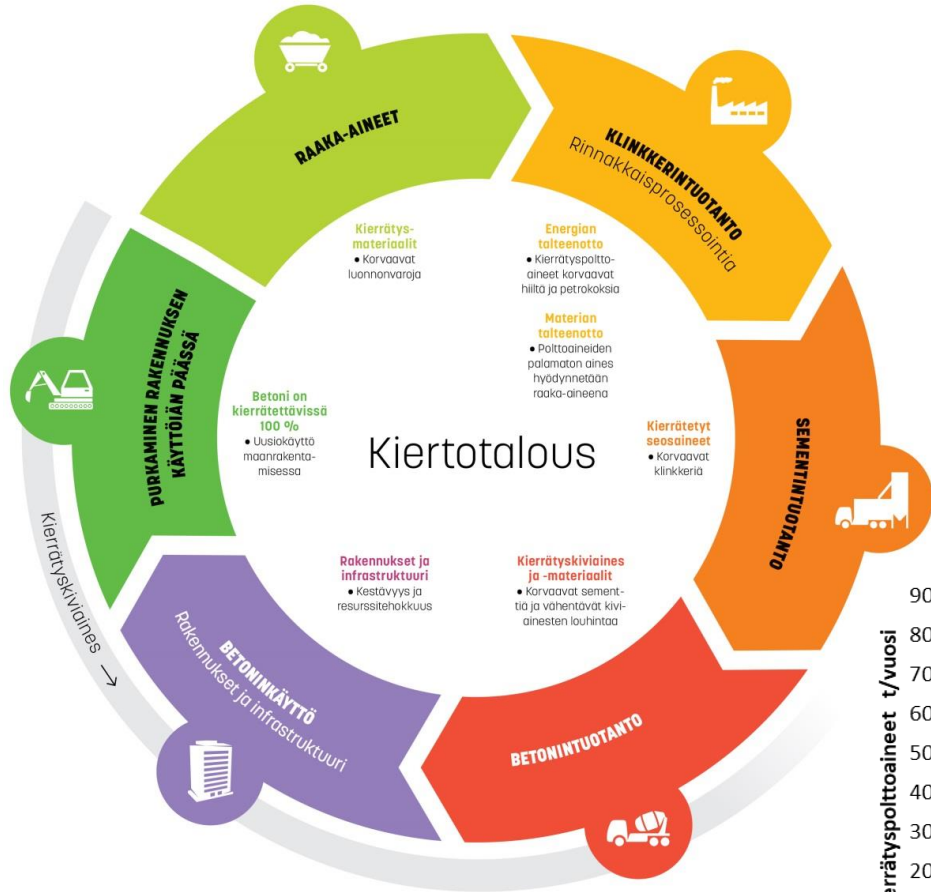 RAAKA-AINEET
KLINKKERINTUOTANTO
Rinnakkaisprosessointia
SEMENTINTUOTANTO
BETONINTUOTANTO
BETONINKÄYTTÖ
Rakennukset ja infrastruktuuri
PURKAMINEN RAKENNUKSEN
KÄYTTÖIÄN PÄÄSSÄ
Kierrätyskiviaines →
Kierrätys-
materiaalit
• Korvaavat
luonnonvaroja
Energian
talteenotto
• Kierrätyspoltto-
aineet korvaavat
hiiltä ja petrokoksia
Materian
talteenotto
• Polttoaineiden
palamaton aines
hyödynnetään
raaka-aineena
Betoni on
kierrätettävissä
100 %
• Uusiokäyttö
maanrakenta-
misessa
Kiertotalous
Kierrätetyt
seosaineet
• Korvaavat
klinkkeriä
Rakennukset ja
infrastruktuuri
• Kestävyys ja
resurssitehokkuus
Kierrätyskiviaines
ja -materiaalit
• Korvaavat sement-
tiä ja vähentävät kivi-
ainesten louhintaa
errätyspolttoaineet t/vuosi
90
80
70
60
50
40
30
20